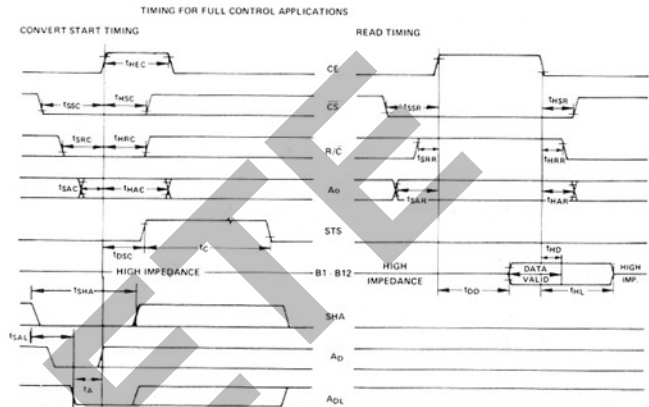 TIMING FOR FULL CONTROL APPLICATIONS
CONVERT START TIMING
READ TIMING
tHEC
CE
tSSC
tHSC
CS
tSSR
tHSR
tSRC
tHRC
R/C
tSRR
tHRR
tSAC
tHAC
Ao
tSAR
tHAR
STS
tDSC
tC
tHD
HIGH IMPEDANCE
B1 - B12
HIGH
IMPEDANCE
DATA
VALID
HIGH
IMP.
tDD
tHL
tSHA
SHA
tSAL
AD
tA
ADL
ETE